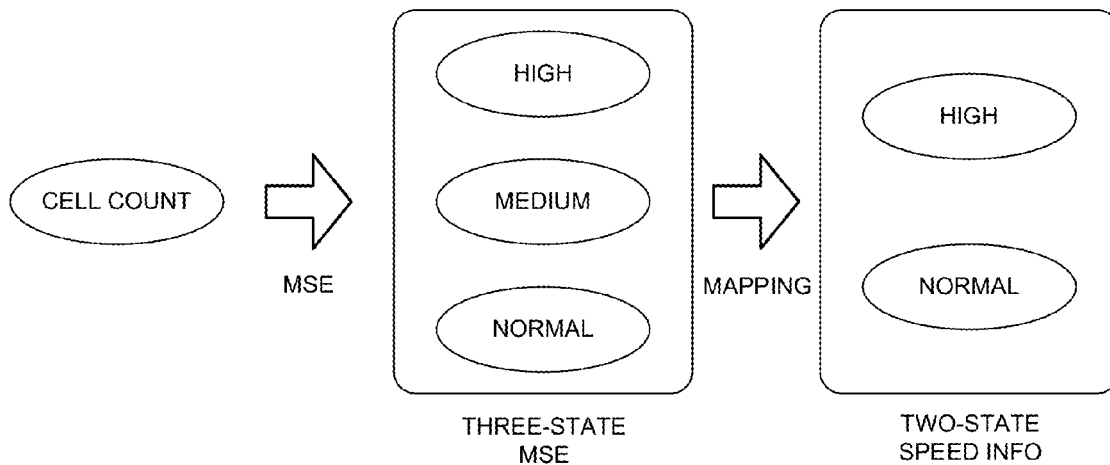 CELL COUNT
MSE
HIGH
MEDIUM
NORMAL
THREE-STATE
MSE
MAPPING
HIGH
NORMAL
TWO-STATE
SPEED INFO